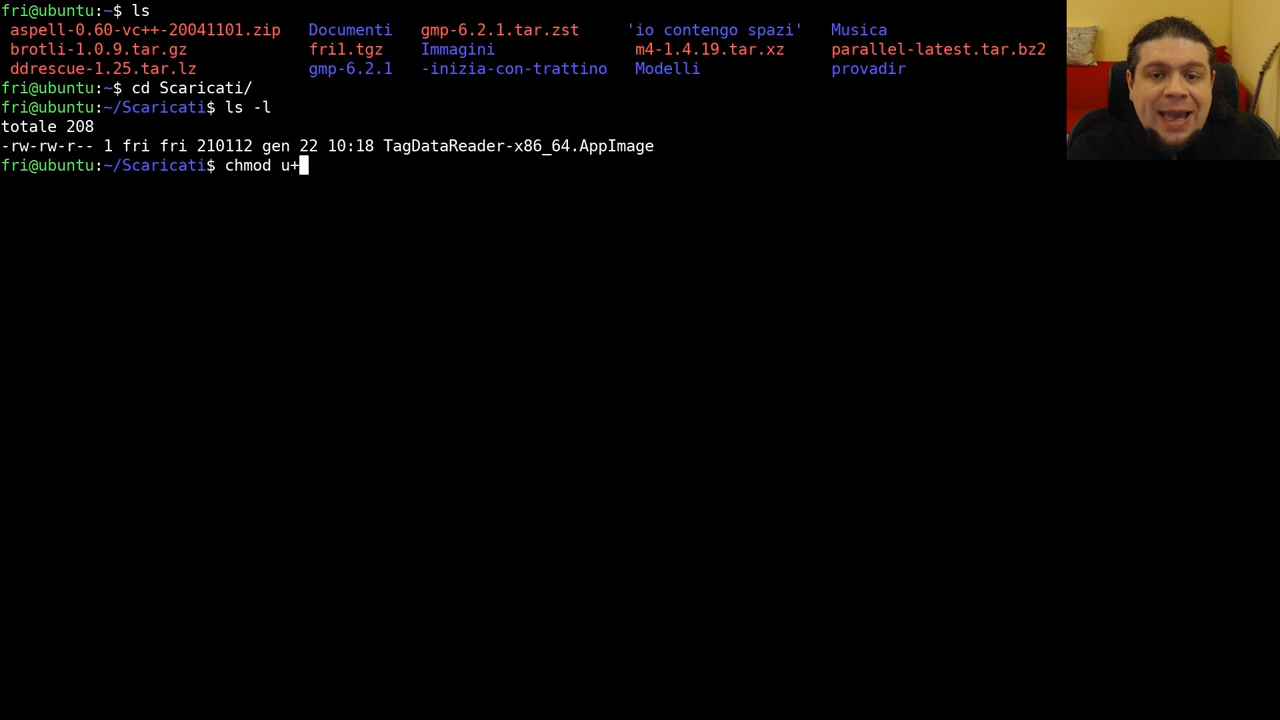 fri@ubuntu:~$ ls
aspell-0.60-vc++-20041101.zip Documenti gmp-6.2.1.tar.zst 'io contengo spazi' Musica
brotli-1.0.9.tar.gz fri1.tgz Immagini m4-1.4.19.tar.xz parallel-latest.tar.bz2
ddrescue-1.25.tar.lz gmp-6.2.1 -inizia-con-trattino Modelli provadir
fri@ubuntu:~$ cd Scaricati/
fri@ubuntu:~/Scaricati$ ls -l
totale 208
-rw-rw-r-- 1 fri fri 210112 gen 22 10:18 TagDataReader-x86_64.AppImage
fri@ubuntu:~/Scaricati$ chmod u+